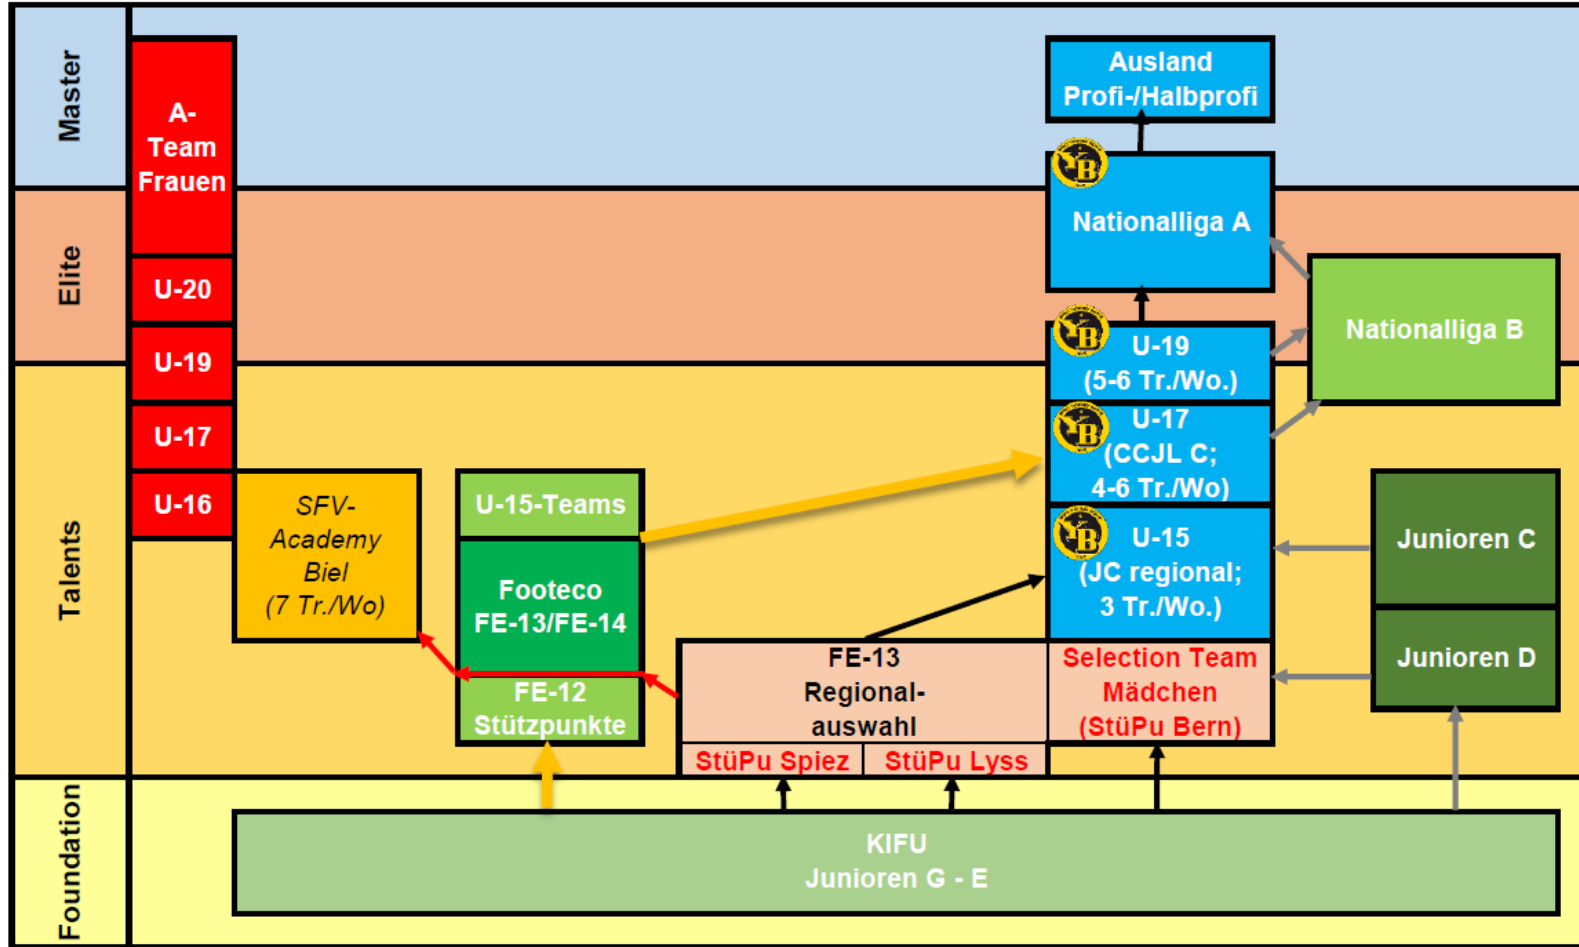 Master
Elite
Talents
Foundation
A-
Team
Frauen
U-20
U-19
U-17
U-16
SFV-
Academy
Biel
(7 Tr./Wo)
U-15-Teams
Footeco
FE-13/FE-14
FE-12
Stützpunkte
FE-13
Regional-
auswahl
StüPu Spiez
StüPu Lyss
Ausland
Profi-/Halbprofi
B
Nationalliga A
B
U-19
(5-6 Tr./Wo.)
B
U-17
(CCJL C;
4-6 Tr./Wo)
B
U-15
(JC regional;
3 Tr./Wo.)
Selection Team
Mädchen
(StüPu Bern)
Nationalliga B
Junioren C
Junioren D
KIFU
Junioren G - E